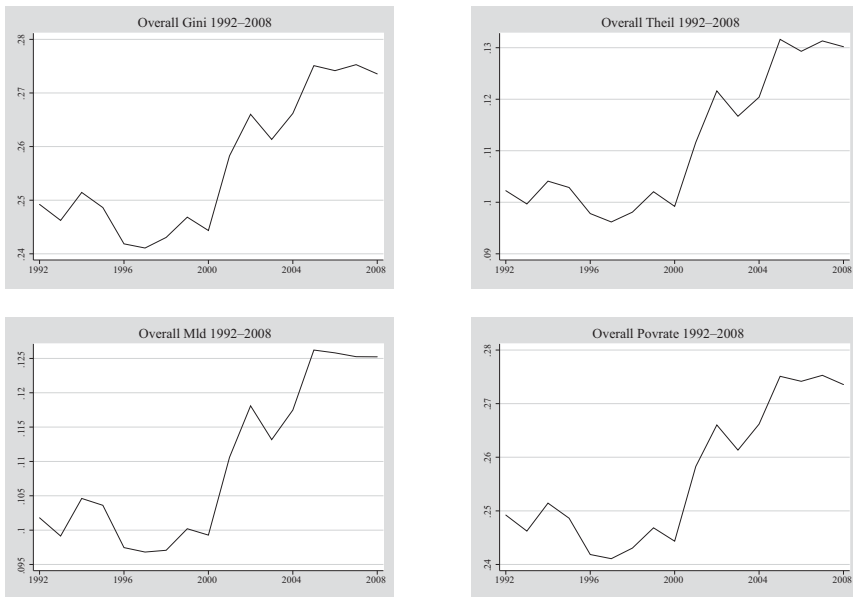 Overall Gini 1992–2008
.28
.27
.26
.25
.24
1992 1996 2000 2004 2008
Overall Theil 1992–2008
.13
.12
.11
.1
.09
1992 1996 2000 2004 2008
Overall Mld 1992–2008
.125
.12
.115
.11
.105
.1
.095
1992 1996 2000 2004 2008
Overall Povrate 1992–2008
.28
.27
.26
.25
.24
1992 1996 2000 2004 2008